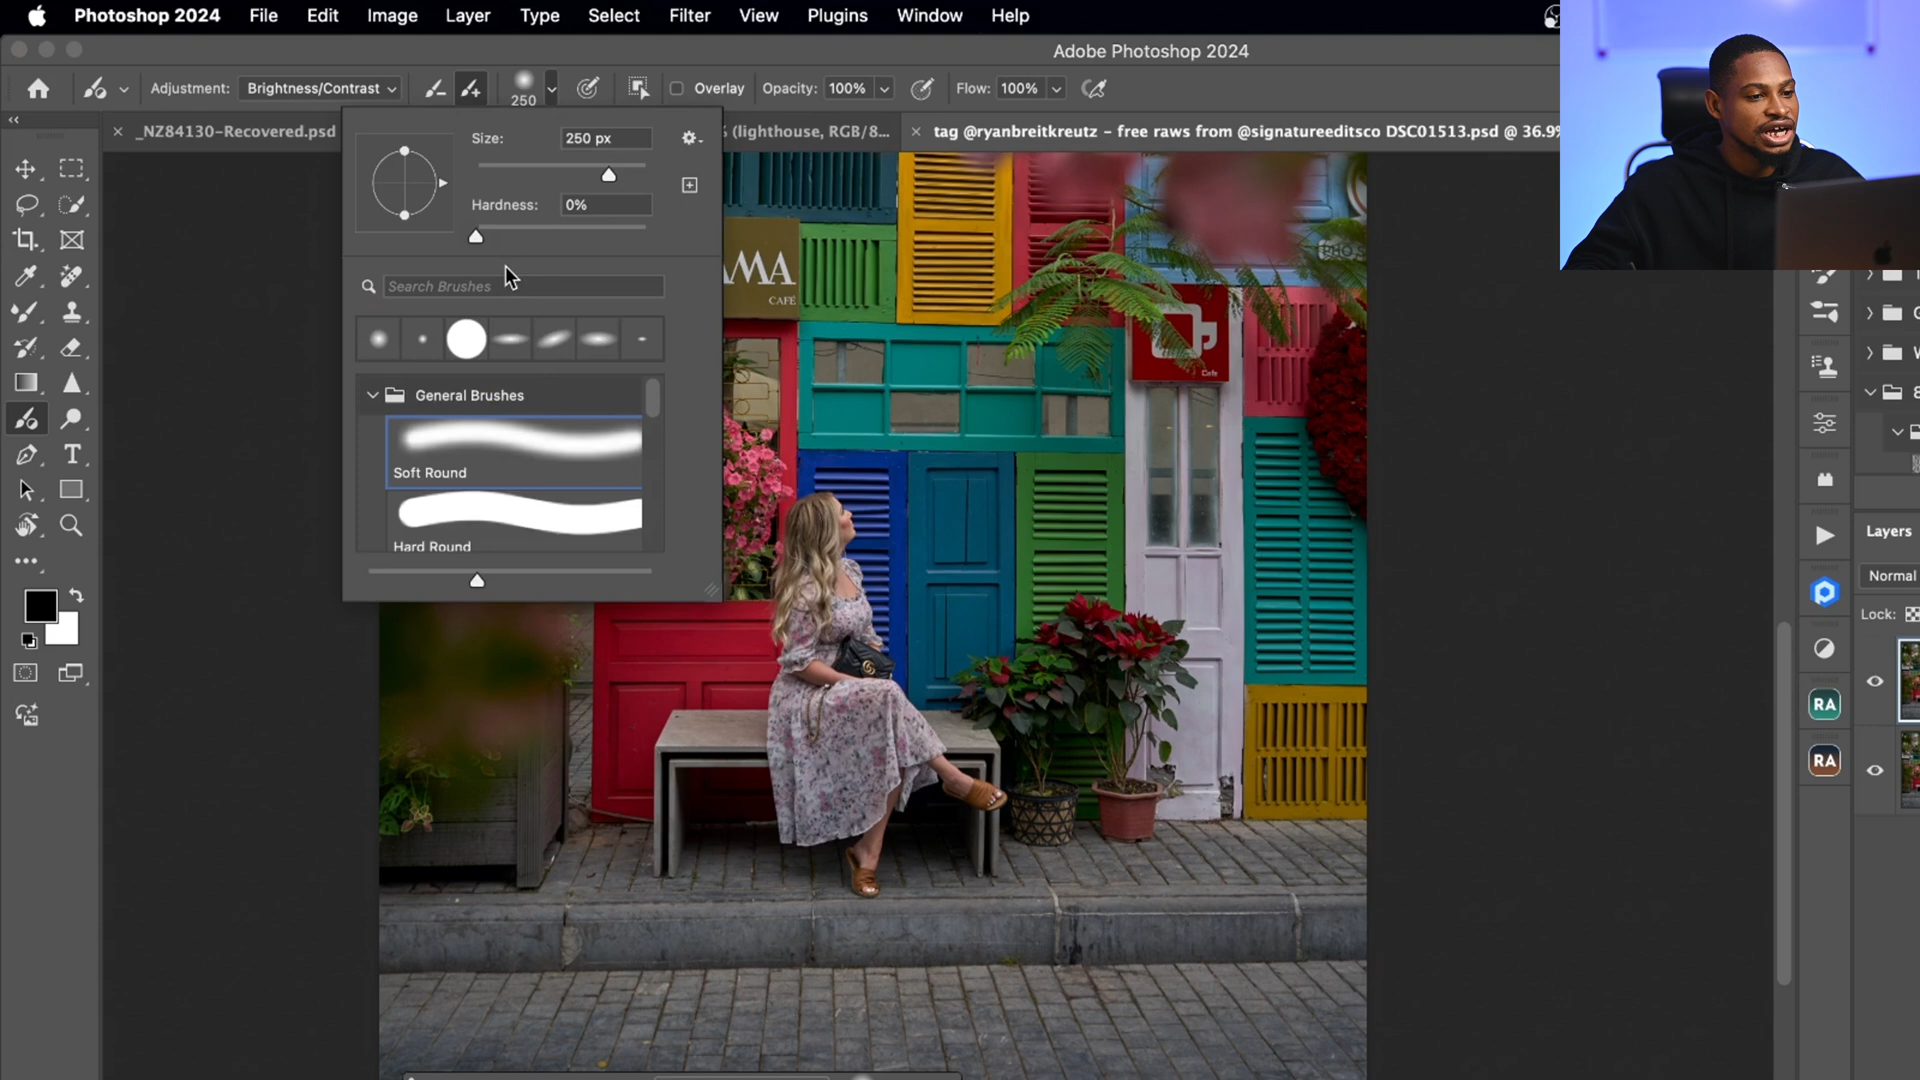 Photoshop 2024 File Edit Image Layer Type Select Filter View Plugins Window Help
Adobe Photoshop 2024
Adjustment: Brightness/Contrast 250 Overlay Opacity: 100% Flow: 100%
_NZ84130-Recovered.psd
% (lighthouse, RGB/8...
tag @ryanbreitkreutz – free raws from @signatureeditsco DSC01513.psd @ 36.9%
Size: 250 px
Hardness: 0%
Search Brushes
General Brushes
Soft Round
Hard Round
AMA
CAFÉ
Cafe
Layers
Normal
Lock:
RA
RA